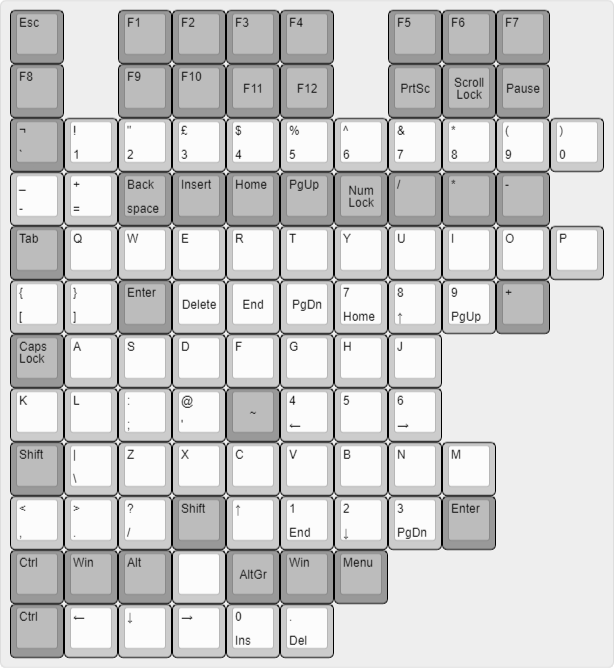 Esc F1 F2 F3 F4 F5 F6 F7
F8 F9 F10 F11 F12 PrtSc Scroll Lock Pause
¬ ! " £ $ % ^ & * ( )
` 1 2 3 4 5 6 7 8 9 0
_ + Back space Insert Home PgUp Num Lock / * -
- =
Tab Q W E R T Y U I O P
{ } Enter Delete End PgDn 7 8 9 +
[ ] Home ↑ PgUp
Caps Lock A S D F G H J
K L : @ ~ 4 5 6
; ' ← →
Shift | Z X C V B N M
\
< > ? Shift ↑ 1 2 3 Enter
, . / End ↓ PgDn
Ctrl Win Alt AltGr Win Menu
Ctrl ← ↓ → 0 .
Ins Del